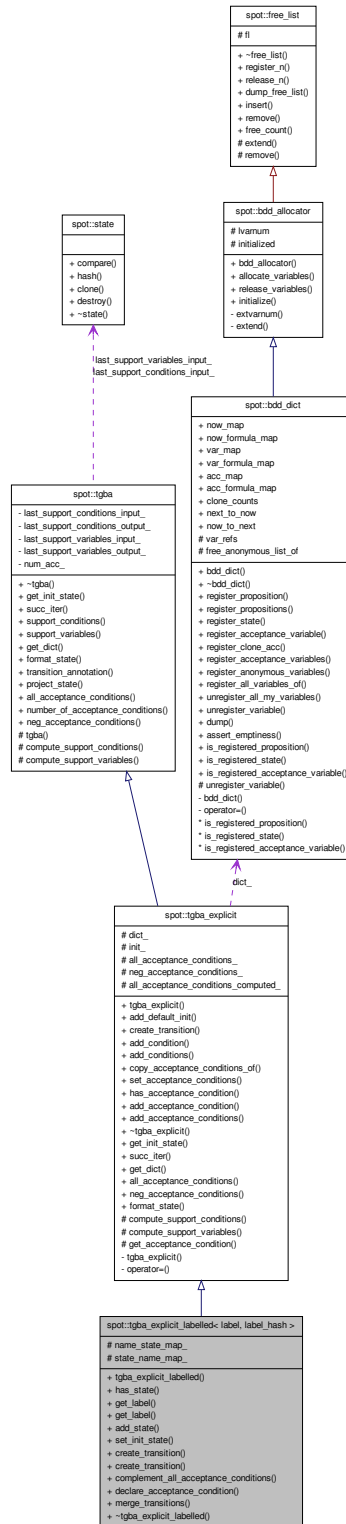 spot::free_list
# fl
+ ~free_list()
+ register_n()
+ release_n()
+ dump_free_list()
+ insert()
+ remove()
+ free_count()
# extend()
# remove()
spot::bdd_allocator
# lvarnum
# initialized
+ bdd_allocator()
+ allocate_variables()
+ release_variables()
+ initialize()
- extvarnum()
- extend()
spot::state
+ compare()
+ hash()
+ clone()
+ destroy()
+ ~state()
last_support_variables_input_
last_support_conditions_input_
spot::bdd_dict
+ now_map
+ now_formula_map
+ var_map
+ var_formula_map
+ acc_map
+ acc_formula_map
+ clone_counts
+ next_to_now
+ now_to_next
# var_refs
# free_anonymous_list_of
+ bdd_dict()
+ ~bdd_dict()
+ register_proposition()
+ register_propositions()
+ register_state()
+ register_acceptance_variable()
+ register_clone_acc()
+ register_acceptance_variables()
+ register_anonymous_variables()
+ register_all_variables_of()
+ unregister_all_my_variables()
+ unregister_variable()
+ dump()
+ assert_emptiness()
+ is_registered_proposition()
+ is_registered_state()
+ is_registered_acceptance_variable()
# unregister_variable()
- bdd_dict()
- operator=()
* is_registered_proposition()
* is_registered_state()
* is_registered_acceptance_variable()
spot::tgba
- last_support_conditions_input_
- last_support_conditions_output_
- last_support_variables_input_
- last_support_variables_output_
- num_acc_
+ ~tgba()
+ get_init_state()
+ succ_iter()
+ support_conditions()
+ support_variables()
+ get_dict()
+ format_state()
+ transition_annotation()
+ project_state()
+ all_acceptance_conditions()
+ number_of_acceptance_conditions()
+ neg_acceptance_conditions()
# tgba()
# compute_support_conditions()
# compute_support_variables()
dict_
spot::tgba_explicit
# dict_
# init_
# all_acceptance_conditions_
# neg_acceptance_conditions_
# all_acceptance_conditions_computed_
+ tgba_explicit()
+ add_default_init()
+ create_transition()
+ add_condition()
+ add_conditions()
+ copy_acceptance_conditions_of()
+ set_acceptance_conditions()
+ has_acceptance_condition()
+ add_acceptance_condition()
+ add_acceptance_conditions()
+ ~tgba_explicit()
+ get_init_state()
+ succ_iter()
+ get_dict()
+ all_acceptance_conditions()
+ neg_acceptance_conditions()
+ format_state()
# compute_support_conditions()
# compute_support_variables()
# get_acceptance_condition()
- tgba_explicit()
- operator=()
spot::tgba_explicit_labelled< label, label_hash >
# name_state_map_
# state_name_map_
+ tgba_explicit_labelled()
+ has_state()
+ get_label()
+ get_label()
+ add_state()
+ set_init_state()
+ create_transition()
+ create_transition()
+ complement_all_acceptance_conditions()
+ declare_acceptance_condition()
+ merge_transitions()
+ ~tgba_explicit_labelled()